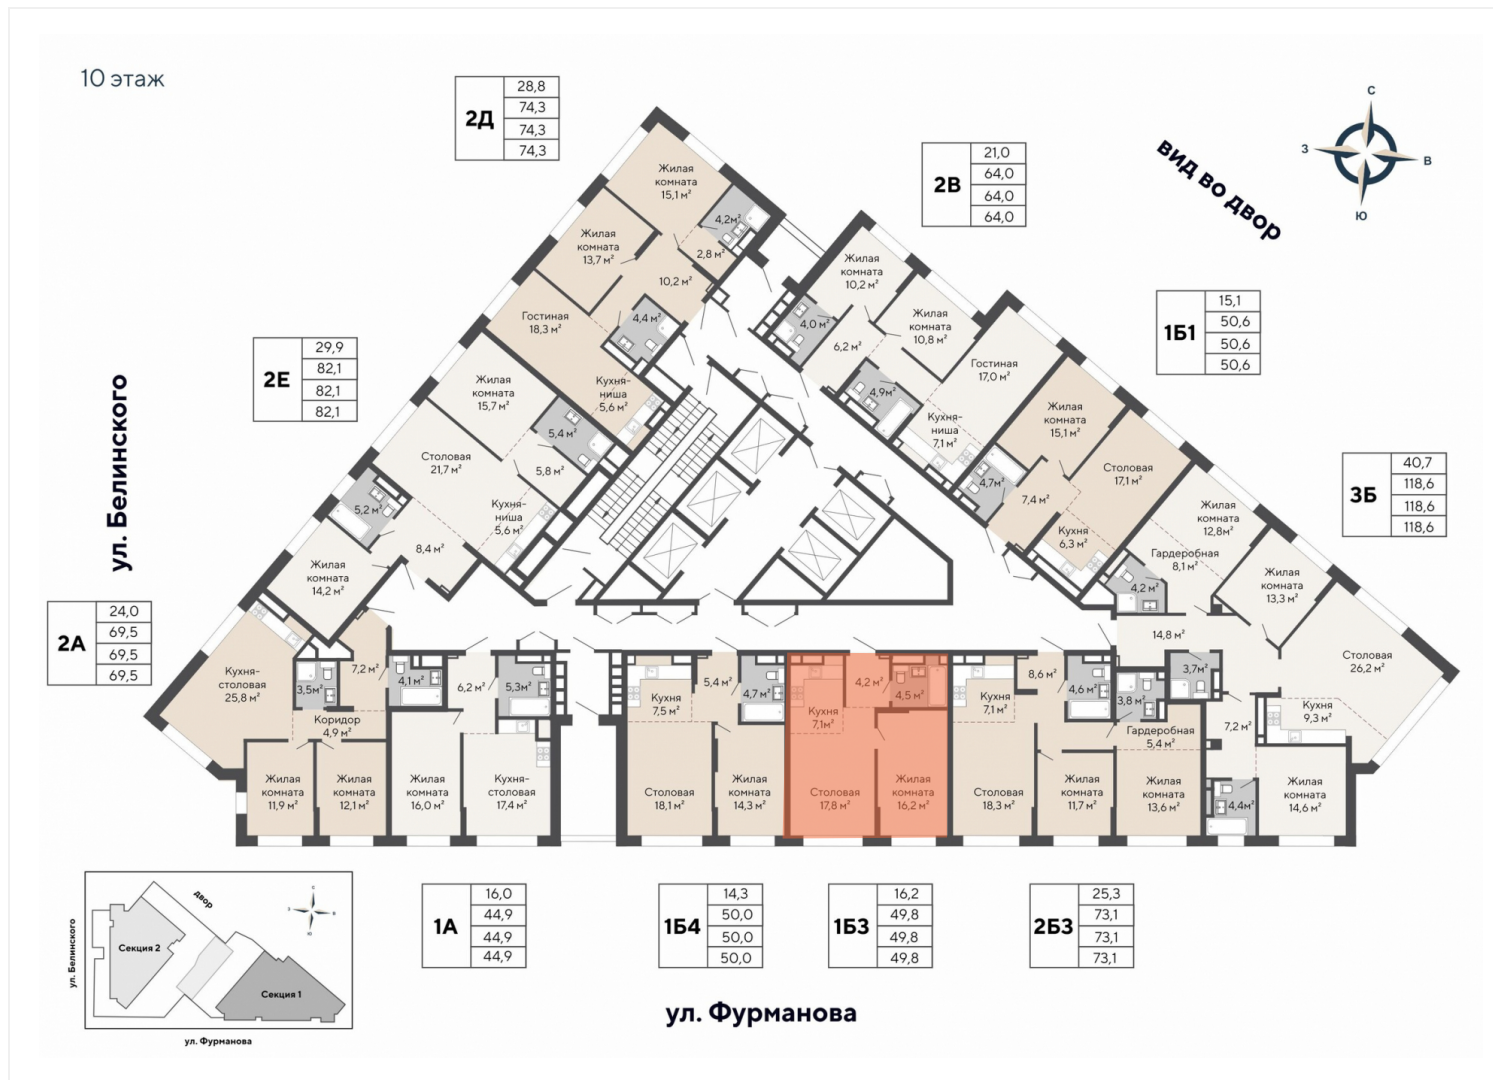 10 этаж
2Д
28,8
74,3
74,3
74,3
2В
21,0
64,0
64,0
64,0
С
З
В
Ю
вид во двор
1Б1
15,1
50,6
50,6
50,6
2Е
29,9
82,1
82,1
82,1
3Б
40,7
118,6
118,6
118,6
2А
24,0
69,5
69,5
69,5
ул. Белинского
Жилая
комната
15,1 м²
4,2м²
2,8 м²
Жилая
комната
13,7 м²
10,2 м²
Гостиная
18,3 м²
4,4 м²
Кухня-
ниша
5,6 м²
Жилая
комната
15,7 м²
5,4 м²
5,8 м²
Столовая
21,7 м²
Кухня-
ниша
5,6 м²
5,2 м²
8,4 м²
Жилая
комната
14,2 м²
Жилая
комната
10,2 м²
4,0 м²
6,2 м²
Жилая
комната
10,8 м²
4,9м²
Гостиная
17,0 м²
Кухня-
ниша
7,1 м²
Жилая
комната
15,1 м²
4,7м²
7,4 м²
Столовая
17,1 м²
Кухня
6,3 м²
Жилая
комната
12,8м²
Гардеробная
8,1 м²
4,2 м²
Жилая
комната
13,3 м²
14,8 м²
Столовая
26,2 м²
3,7м²
7,2 м²
Кухня
9,3 м²
4,4м²
Жилая
комната
14,6 м²
Кухня-
столовая
25,8 м²
3,5м²
7,2 м²
Коридор
4,9 м²
Жилая
комната
11,9 м²
Жилая
комната
12,1 м²
4,1 м²
6,2 м²
5,3м²
Жилая
комната
16,0 м²
Кухня-
столовая
17,4 м²
Кухня
7,5 м²
5,4 м²
4,7 м²
Столовая
18,1 м²
Жилая
комната
14,3 м²
Кухня
7,1м²
4,2 м²
4,5 м²
Столовая
17,8 м²
Жилая
комната
16,2 м²
Кухня
7,1 м²
8,6 м²
4,6 м²
3,8 м²
Гардеробная
5,4 м²
Столовая
18,3 м²
Жилая
комната
11,7 м²
Жилая
комната
13,6 м²
1А
16,0
44,9
44,9
44,9
1Б4
14,3
50,0
50,0
50,0
1Б3
16,2
49,8
49,8
49,8
2Б3
25,3
73,1
73,1
73,1
ул. Фурманова
двор
С
З
В
Ю
Секция 2
Секция 1
ул. Белинского
ул. Фурманова